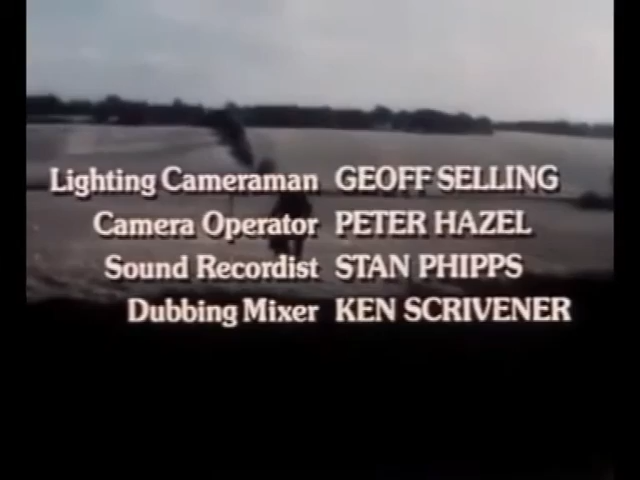 Lighting Cameraman GEOFF SELLING
Camera Operator PETER HAZEL
Sound Recordist STAN PHIPPS
Dubbing Mixer KEN SCRIVENER